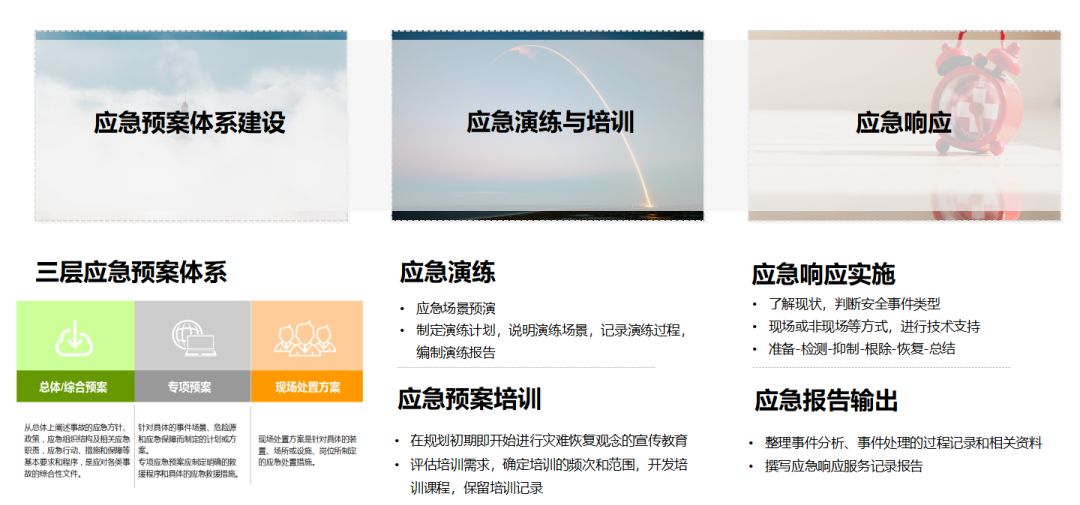 应急预案体系建设
应急演练与培训
应急响应
三层应急预案体系
总体/综合预案
专项预案
现场处置方案
从总体上阐述事故的应急方针、
政策，应急组织结构及相关应急
职责，应急行动、措施和保障等
基本要求和程序，是应对各类事
故的综合性文件。
针对具体的事件场景、危险源
和应急保障而制定的计划或方
案。
专项应急预案应制定明确的救
援程序和具体的应急救援措施。
现场处置方案是针对具体的装
置、场所或设施、岗位所制定
的应急处置措施。
应急演练
• 应急场景预演
• 制定演练计划，说明演练场景，记录演练过程，
编制演练报告
应急预案培训
• 在规划初期即开始进行灾难恢复观念的宣传教育
• 评估培训需求，确定培训的频次和范围，开发培
训课程，保留培训记录
应急响应实施
• 了解现状，判断安全事件类型
• 现场或非现场等方式，进行技术支持
• 准备-检测-抑制-根除-恢复-总结
应急报告输出
• 整理事件分析、事件处理的过程记录和相关资料
• 撰写应急响应服务记录报告